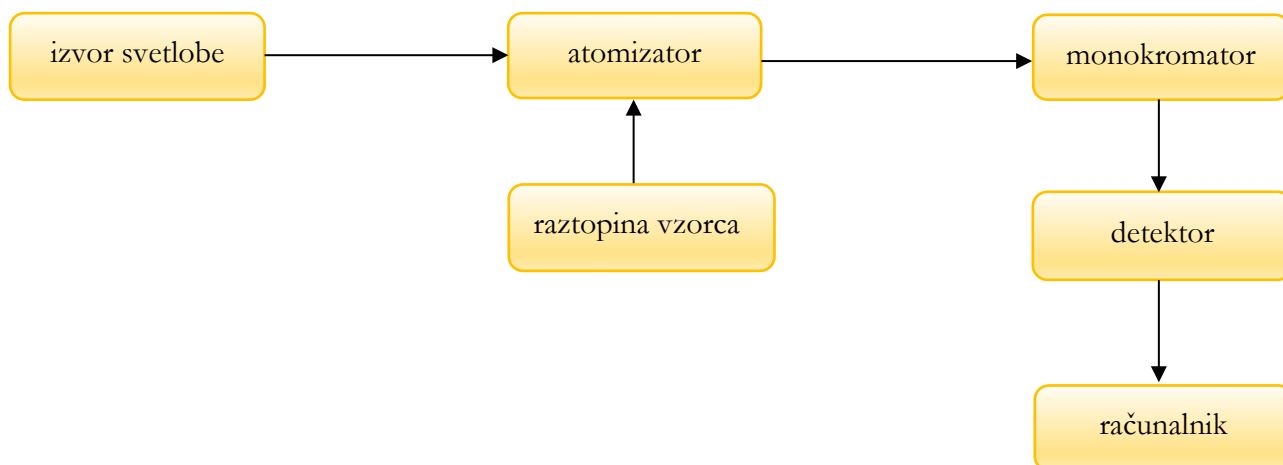 izvor svetlobe
atomizator
monokromator
raztopina vzorca
detektor
računalnik